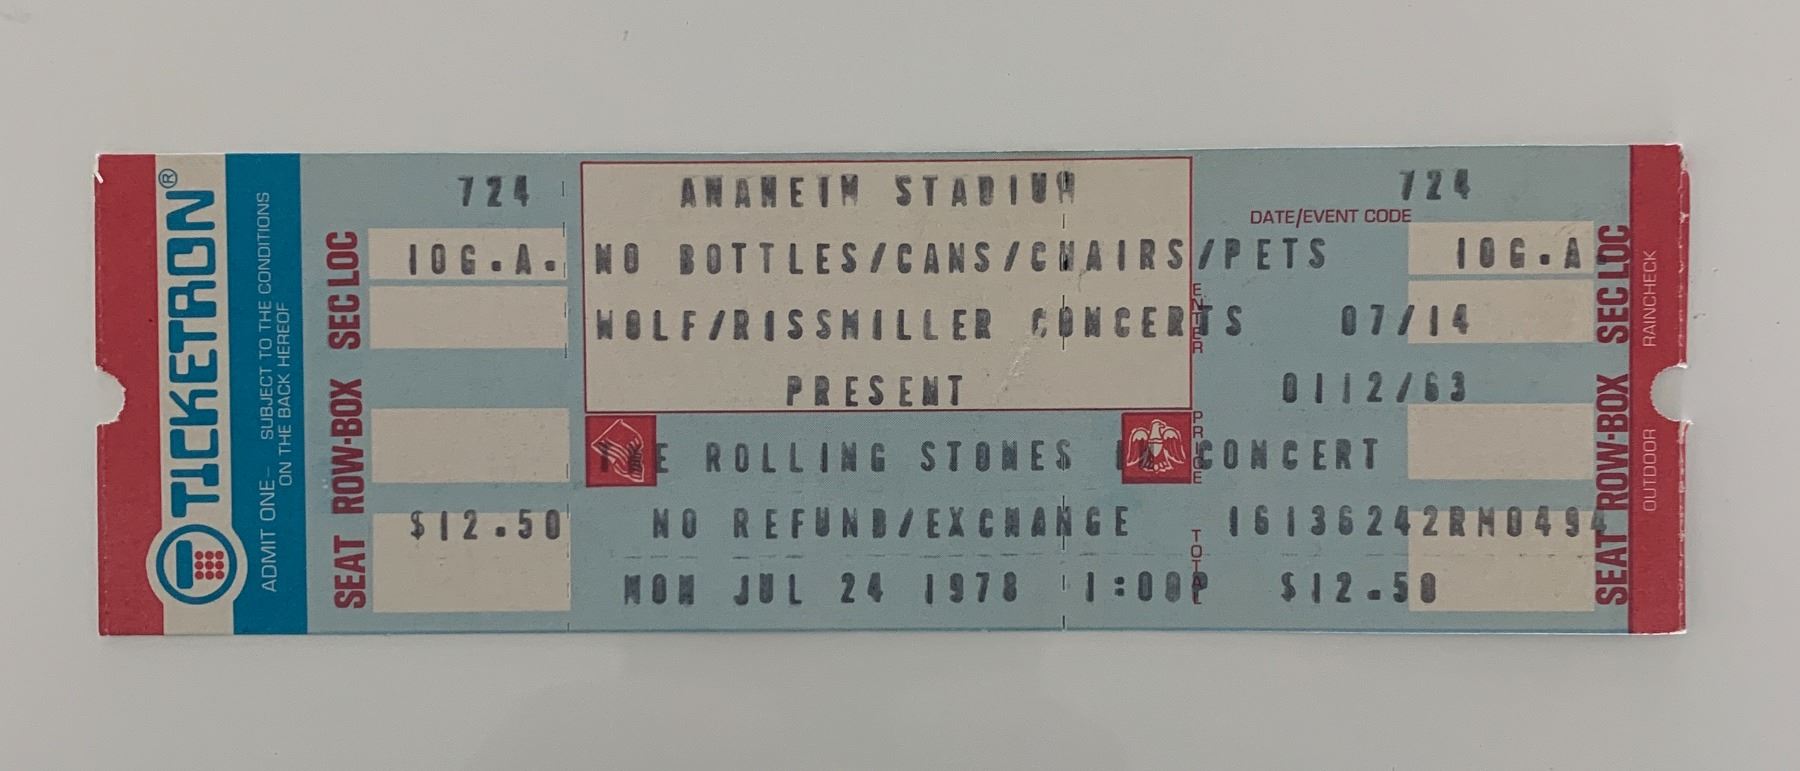 TICKETRON®
ADMIT ONE— SUBJECT TO THE CONDITIONS
ON THE BACK HEREOF
SEAT ROW-BOX SEC LOC
724
10G.A.
$12.50
ANAHEIM STADIUM
NO BOTTLES/CANS/CHAIRS/PETS
WOLF/RISSMILLER CONCERTS
PRESENT
THE ROLLING STONES IN CONCERT
NO REFUND/EXCHANGE
MON JUL 24 1978 1:00P
ENTER
PRICE
TOTAL
724
DATE/EVENT CODE
10G.A
07/14
0112/63
16136242RM0494
$12.50
SEAT ROW-BOX SEC LOC
OUTDOOR RAINCHECK